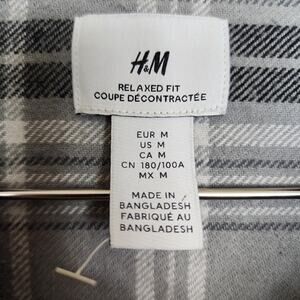 H&M
RELAXED FIT
COUPE DÉCONTRACTÉE
EUR M
US M
CA M
CN 180/100A
MX M
MADE IN
BANGLADESH
FABRIQUÉ AU
BANGLADESH